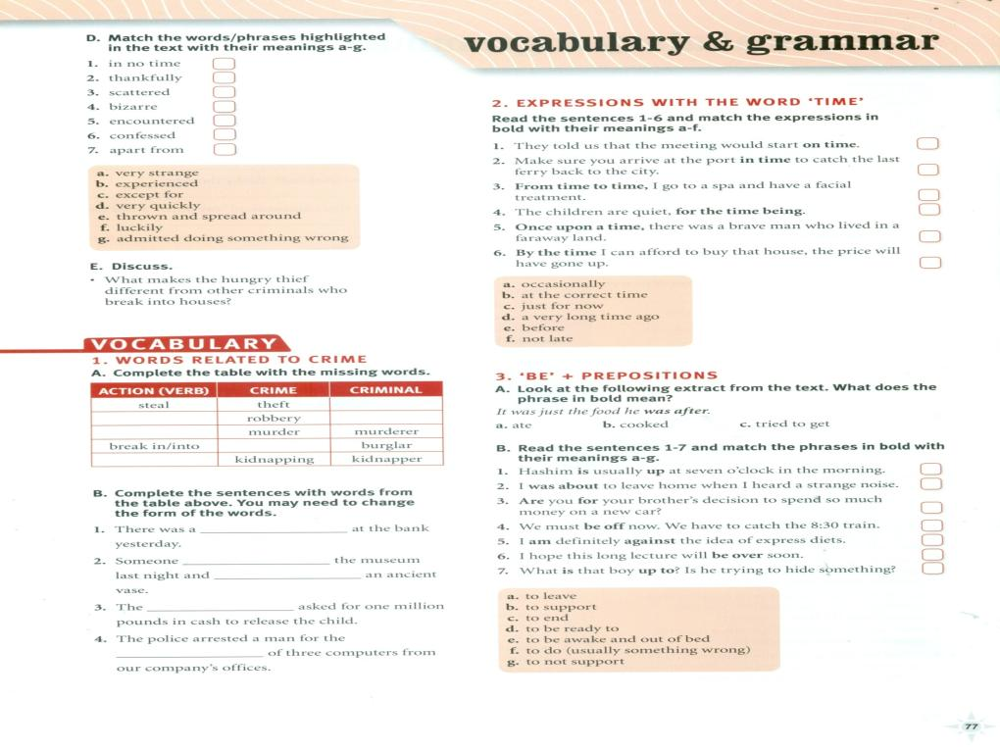 vocabulary & grammar
D. Match the words/phrases highlighted
in the text with their meanings a-g.
1. in no time
2. thankfully
3. scattered
4. bizarre
5. encountered
6. confessed
7. apart from
a. very strange
b. experienced
c. except for
d. very quickly
e. thrown and spread around
f. luckily
g. admitted doing something wrong
E. Discuss.
• What makes the hungry thief
different from other criminals who
break into houses?
VOCABULARY
1. WORDS RELATED TO CRIME
A. Complete the table with the missing words.
ACTION (VERB) CRIME CRIMINAL
steal theft
robbery
murder murderer
break in/into burglar
kidnapping kidnapper
B. Complete the sentences with words from
the table above. You may need to change
the form of the words.
1. There was a ____________ at the bank
yesterday.
2. Someone ____________ the museum
last night and ____________ an ancient
vase.
3. The ____________ asked for one million
pounds in cash to release the child.
4. The police arrested a man for the
____________ of three computers from
our company's offices.
2. EXPRESSIONS WITH THE WORD 'TIME'
Read the sentences 1-6 and match the expressions in
bold with their meanings a-f.
1. They told us that the meeting would start on time.
2. Make sure you arrive at the port in time to catch the last
ferry back to the city.
3. From time to time, I go to a spa and have a facial
treatment.
4. The children are quiet, for the time being.
5. Once upon a time, there was a brave man who lived in a
faraway land.
6. By the time I can afford to buy that house, the price will
have gone up.
a. occasionally
b. at the correct time
c. just for now
d. a very long time ago
e. before
f. not late
3. 'BE' + PREPOSITIONS
A. Look at the following extract from the text. What does the
phrase in bold mean?
It was just the food he was after.
a. ate b. cooked c. tried to get
B. Read the sentences 1-7 and match the phrases in bold with
their meanings a-g.
1. Hashim is usually up at seven o'clock in the morning.
2. I was about to leave home when I heard a strange noise.
3. Are you for your brother's decision to spend so much
money on a new car?
4. We must be off now. We have to catch the 8:30 train.
5. I am definitely against the idea of express diets.
6. I hope this long lecture will be over soon.
7. What is that boy up to? Is he trying to hide something?
a. to leave
b. to support
c. to end
d. to be ready to
e. to be awake and out of bed
f. to do (usually something wrong)
g. to not support
77